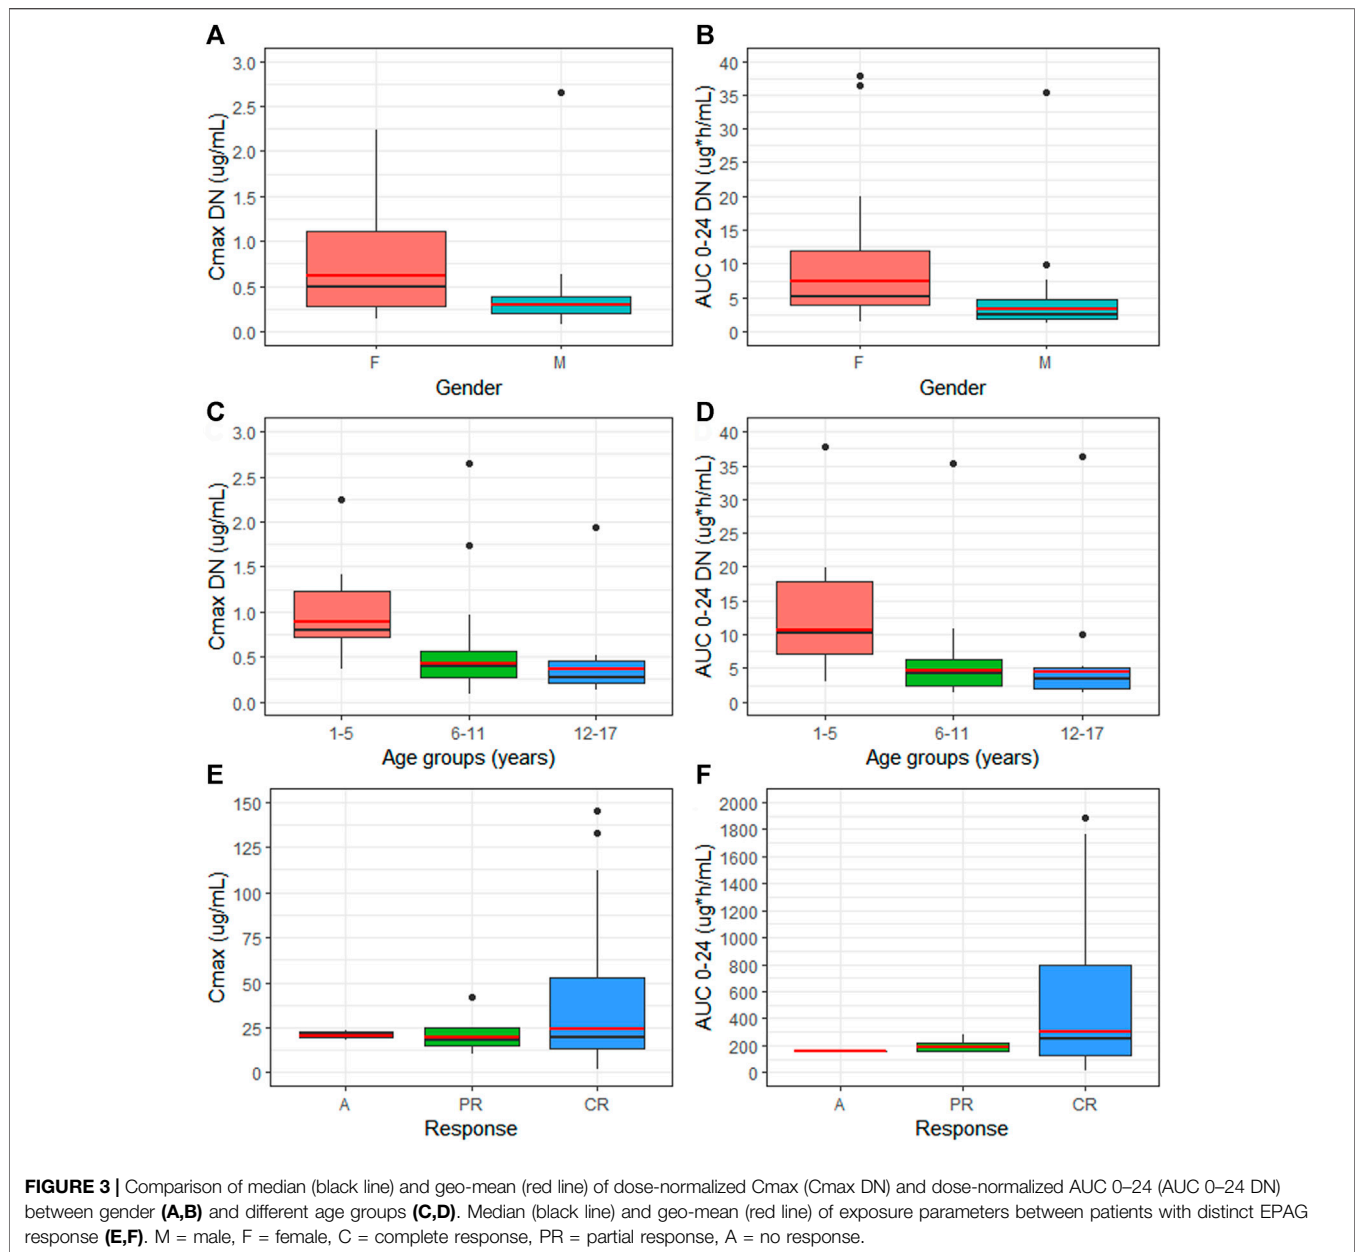 A
3.0
2.5
2.0
1.5
1.0
0.5
0.0
Cmax DN (ug/mL)
F M
Gender
B
40
35
30
25
20
15
10
5
0
AUC 0-24 DN (ug*h/mL)
F M
Gender
C
3.0
2.5
2.0
1.5
1.0
0.5
0.0
Cmax DN (ug/mL)
1-5 6-11 12-17
Age groups (years)
D
40
35
30
25
20
15
10
5
0
AUC 0-24 DN (ug*h/mL)
1-5 6-11 12-17
Age groups (years)
E
150
125
100
75
50
25
0
Cmax (ug/mL)
A PR CR
Response
F
2000
1800
1600
1400
1200
1000
800
600
400
200
0
AUC 0-24 (ug*h/mL)
A PR CR
Response
FIGURE 3 | Comparison of median (black line) and geo-mean (red line) of dose-normalized Cmax (Cmax DN) and dose-normalized AUC 0–24 (AUC 0–24 DN)
between gender (A,B) and different age groups (C,D). Median (black line) and geo-mean (red line) of exposure parameters between patients with distinct EPAG
response (E,F). M = male, F = female, C = complete response, PR = partial response, A = no response.